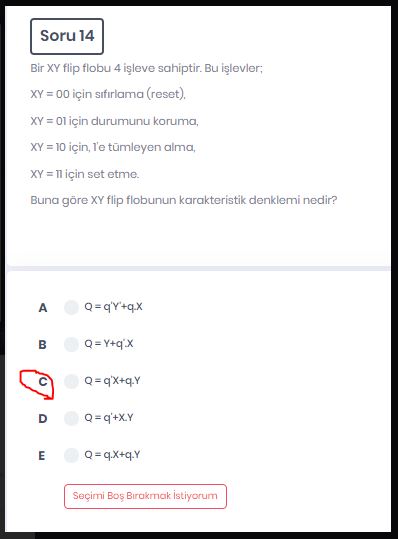 Soru 14
Bir XY flip flobu 4 işleve sahiptir. Bu işlevler;
XY = 00 için sıfırlama (reset),
XY = 01 için durumunu koruma,
XY = 10 için, 1'e tümleyen alma,
XY = 11 için set etme.
Buna göre XY flip flobunun karakteristik denklemi nedir?
A Q = q'Y'+q.X
B Q = Y+q'.X
C Q = q'X+q.Y
D Q = q'+X.Y
E Q = q.X+q.Y
Seçimi Boş Bırakmak İstiyorum